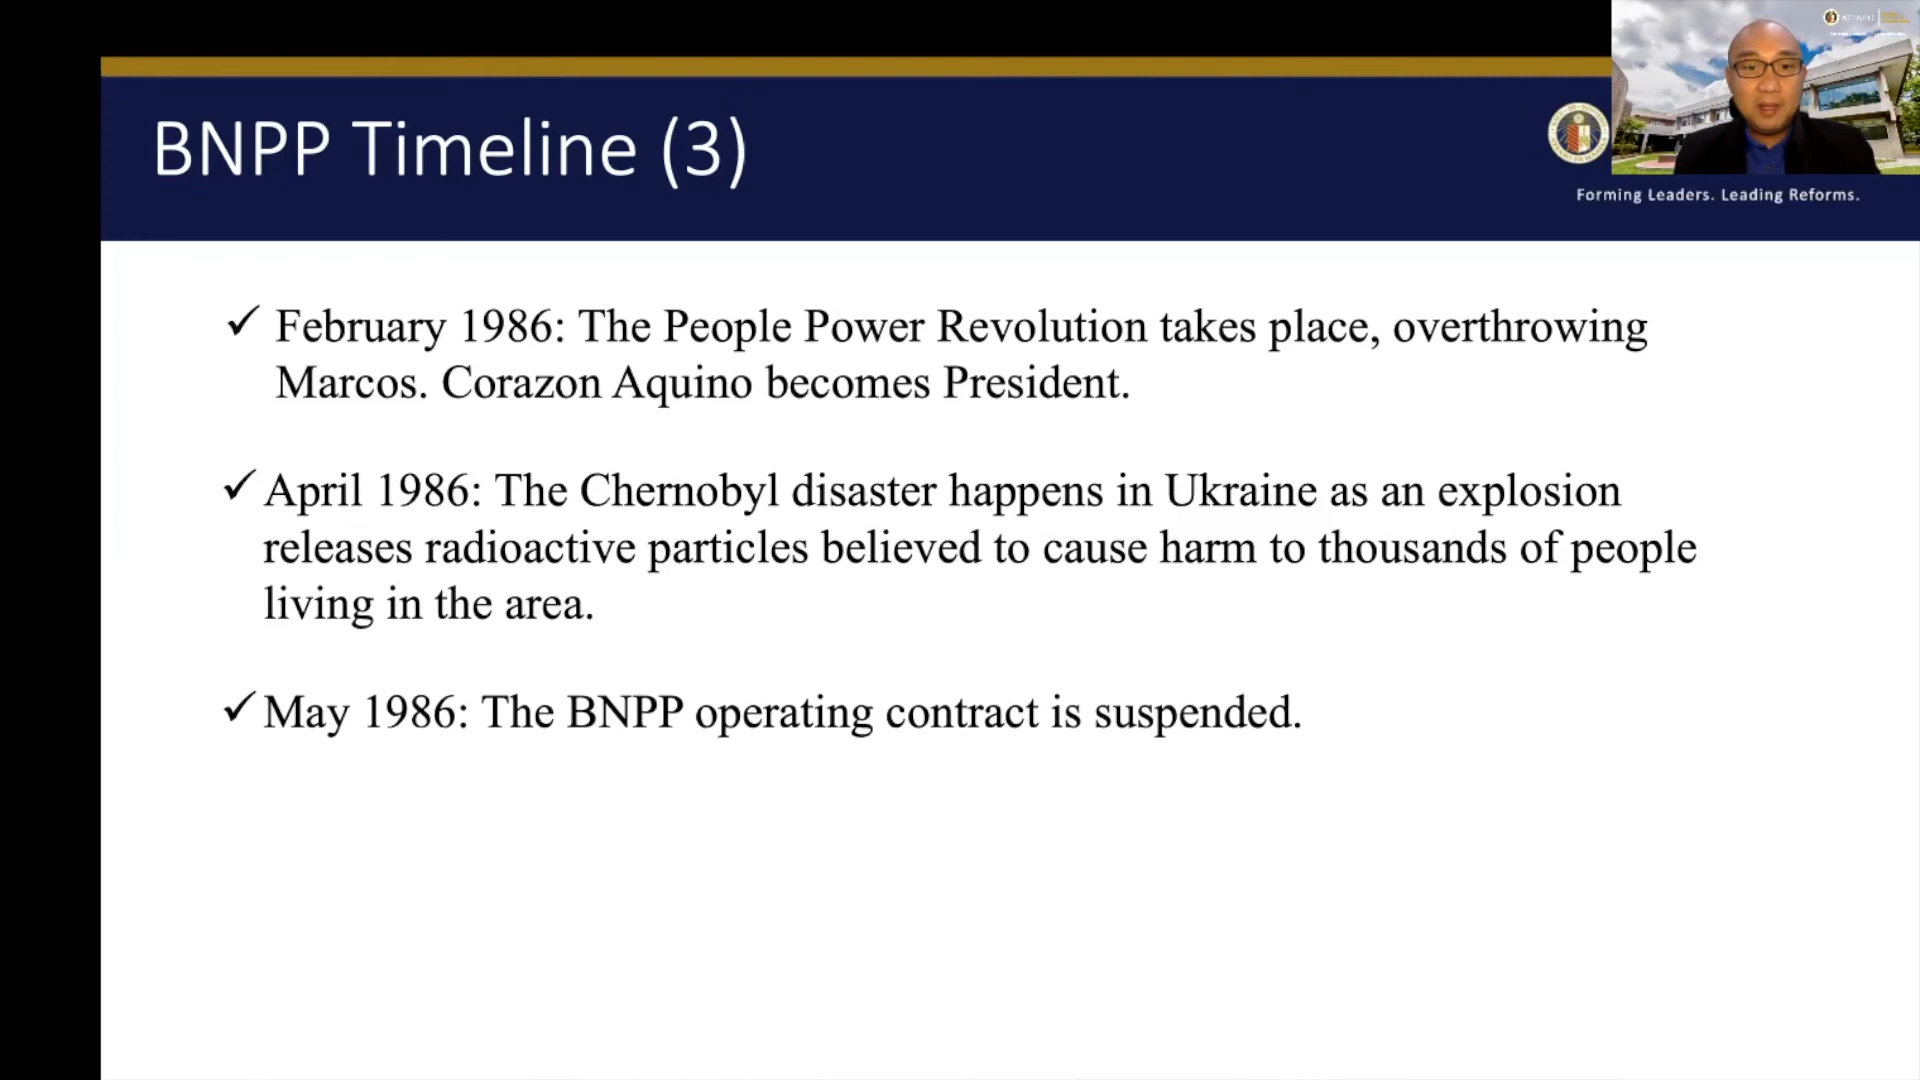 BNPP Timeline (3)
Forming Leaders. Leading Reforms.
✓ February 1986: The People Power Revolution takes place, overthrowing
Marcos. Corazon Aquino becomes President.
✓ April 1986: The Chernobyl disaster happens in Ukraine as an explosion
releases radioactive particles believed to cause harm to thousands of people
living in the area.
✓ May 1986: The BNPP operating contract is suspended.